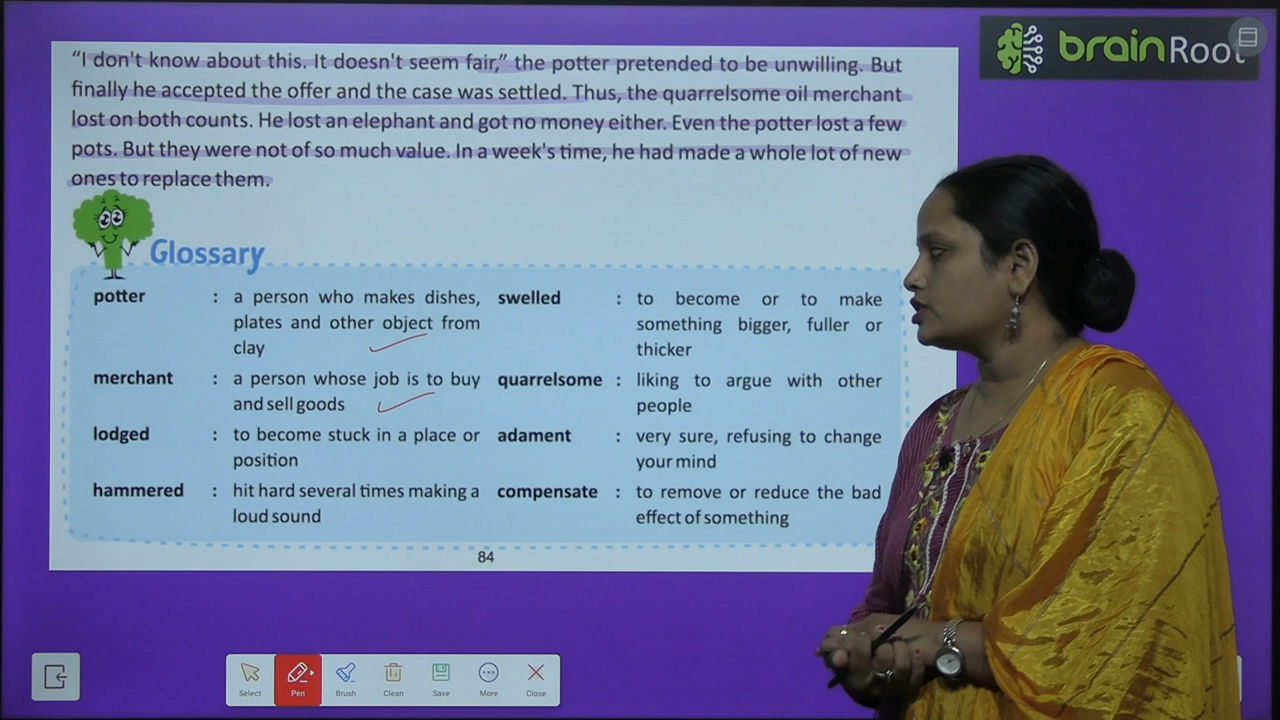 brainRoot
“I don't know about this. It doesn't seem fair,” the potter pretended to be unwilling. But
finally he accepted the offer and the case was settled. Thus, the quarrelsome oil merchant
lost on both counts. He lost an elephant and got no money either. Even the potter lost a few
pots. But they were not of so much value. In a week's time, he had made a whole lot of new
ones to replace them.
Glossary
potter : a person who makes dishes,
plates and other object from
clay
merchant : a person whose job is to buy
and sell goods
lodged : to become stuck in a place or
position
hammered : hit hard several times making a
loud sound
swelled : to become or to make
something bigger, fuller or
thicker
quarrelsome : liking to argue with other
people
adament : very sure, refusing to change
your mind
compensate : to remove or reduce the bad
effect of something
84
Select Pen Brush Clean Save More Close